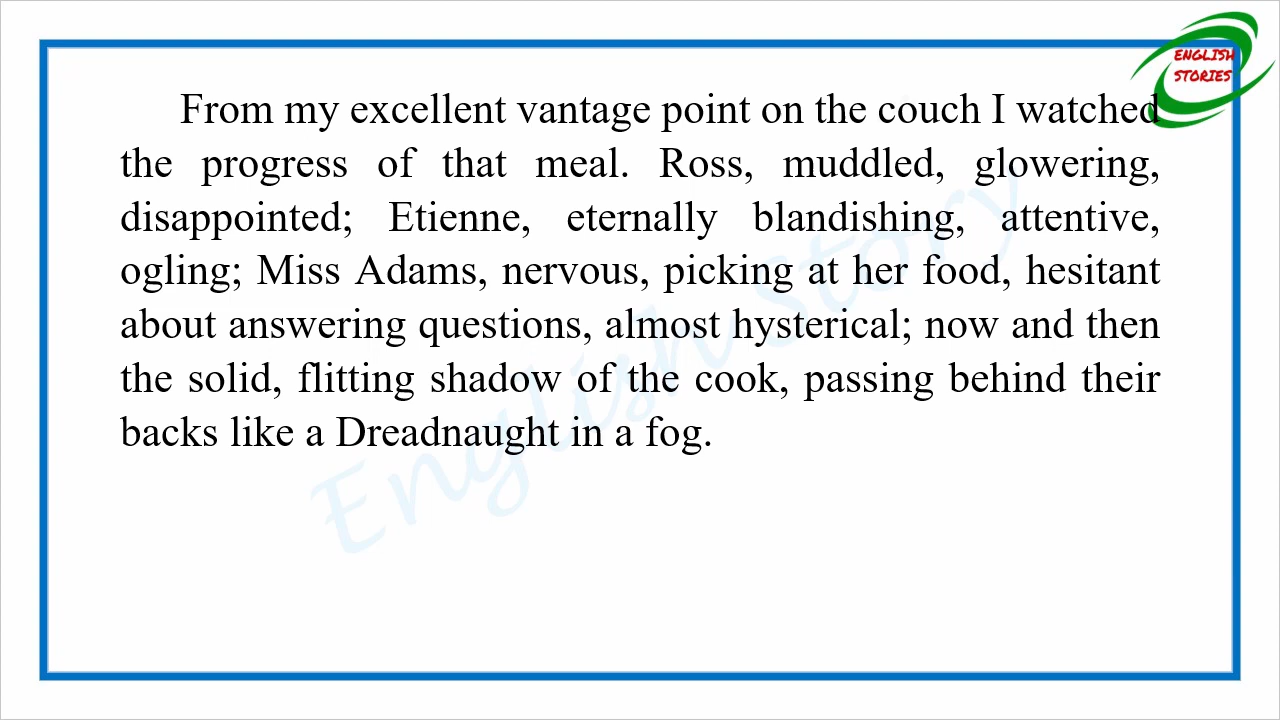 ENGLISH
STORIES
From my excellent vantage point on the couch I watched
the progress of that meal. Ross, muddled, glowering,
disappointed; Etienne, eternally blandishing, attentive,
ogling; Miss Adams, nervous, picking at her food, hesitant
about answering questions, almost hysterical; now and then
the solid, flitting shadow of the cook, passing behind their
backs like a Dreadnaught in a fog.
English Story